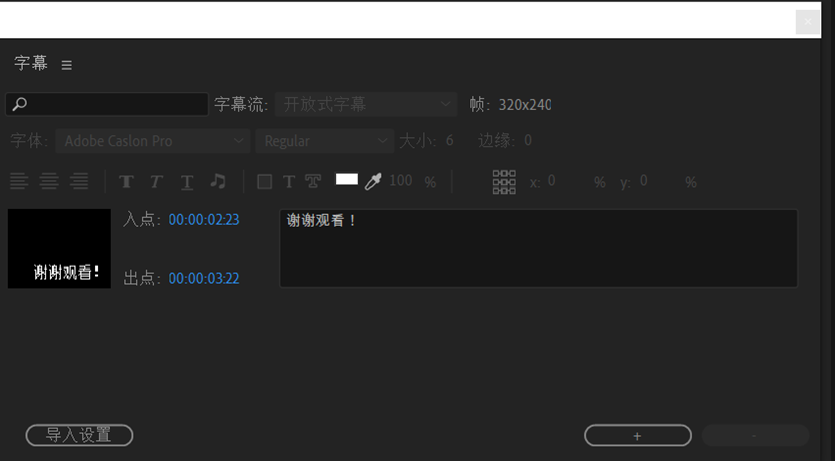 字幕
字幕流: 开放式字幕 帧: 320x240
字体: Adobe Caslon Pro Regular 大小: 6 边缘: 0
T T T T 100 % x: 0 % y: 0 %
入点: 00:00:02:23 谢谢观看！
谢谢观看!
出点: 00:00:03:22
导入设置 + -